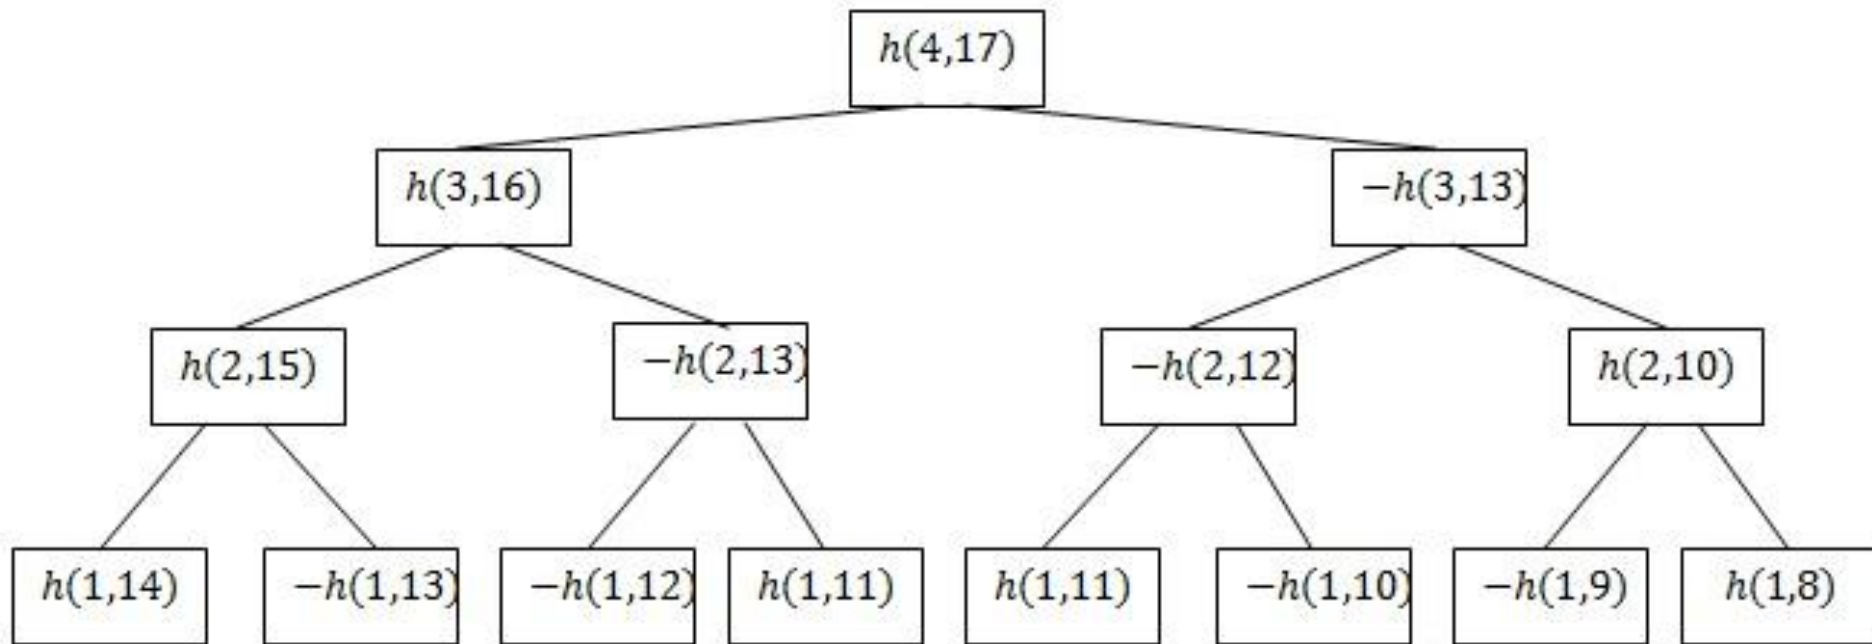 h(4,17)
h(3,16)
−h(3,13)
h(2,15)
−h(2,13)
−h(2,12)
h(2,10)
h(1,14)
−h(1,13)
−h(1,12)
h(1,11)
h(1,11)
−h(1,10)
−h(1,9)
h(1,8)